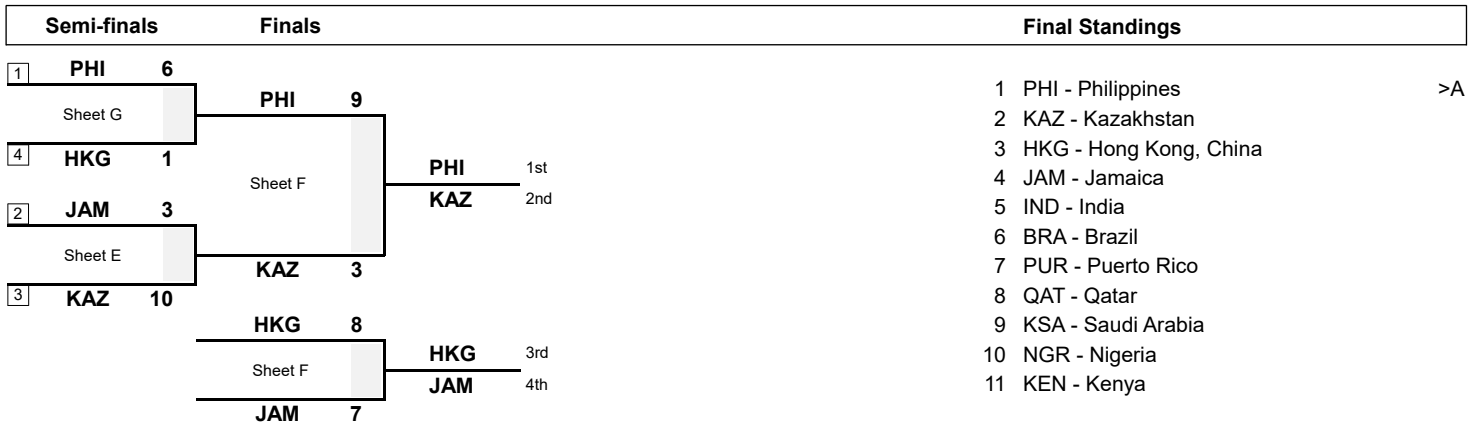 Semi-finals Finals Final Standings
1 PHI 6
Sheet G
4 HKG 1
2 JAM 3
Sheet E
3 KAZ 10
PHI 9
Sheet F
KAZ 3
HKG 8
Sheet F
JAM 7
PHI 1st
KAZ 2nd
HKG 3rd
JAM 4th
1 PHI - Philippines >A
2 KAZ - Kazakhstan
3 HKG - Hong Kong, China
4 JAM - Jamaica
5 IND - India
6 BRA - Brazil
7 PUR - Puerto Rico
8 QAT - Qatar
9 KSA - Saudi Arabia
10 NGR - Nigeria
11 KEN - Kenya